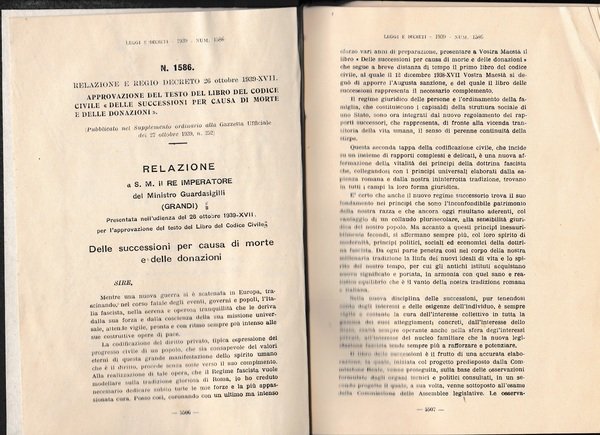 LEGGI E DECRETI - 1939 - NUM. 1586
N. 1586.
RELAZIONE E REGIO DECRETO 26 ottobre 1939-XVII.
APPROVAZIONE DEL TESTO DEL LIBRO DEL CODICE
CIVILE « DELLE SUCCESSIONI PER CAUSA DI MORTE
E DELLE DONAZIONI ».
(Pubblicato nel Supplemento ordinario alla Gazzetta Ufficiale
del 27 ottobre 1939, n. 252)
RELAZIONE
a S. M. il RE IMPERATORE
del Ministro Guardasigilli
(GRANDI)
Presentata nell'udienza del 26 ottobre 1939-XVII.
per l'approvazione del testo del Libro del Codice Civile:
Delle successioni per causa di morte
e delle donazioni
SIRE,
Mentre una nuova guerra si è scatenata in Europa, tra-
scinando, nel corso fatale degli eventi, governi e popoli, l'Ita-
lia fascista, nella serena e operosa tranquillità che le deriva
dalla sua forza e dalla coscienza della sua missione univer-
sale, attende vigile, pronta e con ritmo sempre più intenso alle
sue costruttive opere di pace.
La codificazione del diritto privato, tipica espressione del
progresso civile di un popolo, che sia consapevole dei valori
eterni di questa grande manifestazione dello spirito umano
che è il diritto, procede senza soste verso il suo compimento.
Alla realizzazione di tale opera, che il Regime fascista vuole
modellare sulla tradizione gloriosa di Roma, io ho creduto
necessario dedicare subito tutte le mie forze e la più appas-
sionata cura. Posso così, coronando con un ultimo ma intenso
— 5506 —
LEGGI E DECRETI - 1939 - NUM. 1586
sforzo vari anni di preparazione, presentare a Vostra Maestà il
libro « Delle successioni per causa di morte e delle donazioni »
che segue a breve distanza di tempo il primo libro del codice
civile, al quale il 12 dicembre 1938-XVII Vostra Maestà si de-
gnò di apporre l'Augusta sanzione, e del quale il libro delle
successioni rappresenta il necessario complemento.
Il regime giuridico delle persone e l'ordinamento della fa-
miglia, che costituiscono i capisaldi della struttura sociale di
uno Stato, sono ora integrati dal nuovo regolamento dei rap-
porti successori, che rappresenta, di fronte alla vicenda tran-
sitoria della vita umana, il senso di perenne continuità della
stirpe.
Questa seconda tappa della codificazione civile, che incide
su un insieme di rapporti complessi e delicati, è una nuova af-
fermazione della vitalità dei principi della dottrina fascista
che, collegandosi con i principi universali elaborati dalla sa-
pienza romana e dalla nostra ininterrotta tradizione, trovano
in tutti i campi la loro forma giuridica.
E' certo che anche il nuovo regime successorio trova il suo
fondamento nei principi che sono l'inconfondibile patrimonio
della nostra razza e che ancora oggi risultano aderenti, col
vantaggio di un collaudo plurisecolare, alla sensibilità giuri-
dica del nostro popolo. Ma accanto a questi principi inesauri-
bilmente fecondi, si affermano sempre più, col loro spirito di
modernità, principi politici, sociali ed economici della dottri-
na fascista. Da ogni parte penetra così nel corpo della nostra
millenaria tradizione la linfa dei nuovi ideali di vita e lo spi-
rito del nostro tempo, per cui gli antichi istituti acquistano
nuovo significato e portata, in armonia con quel sano e re-
sistente equilibrio che è il vanto della nostra tradizione romana
e italiana.
Nella nuova disciplina delle successioni, pur tenendosi
conto degli interessi e delle esigenze dell'individuo, è sempre
vigile e costante la cura dell'interesse collettivo in tutta la
gamma dei suoi atteggiamenti concreti, dall'interesse dello
Stato, sempre operante anche nella sfera degli interessi
privati, all'interesse del nucleo familiare che la nuova legi-
slazione fascista tende sempre più a rafforzare e potenziare.
Il libro delle successioni è il frutto di una accurata elabo-
razione, la quale, iniziata col progetto predisposto dalla Com-
missione Reale, venne proseguita, sulla base delle osservazioni
formulate dagli organi tecnici e politici consultati, in un se-
condo progetto il quale, a sua volta, venne sottoposto all'esame
della Commissione delle Assemblee legislative. Le osserva-
— 5507 —